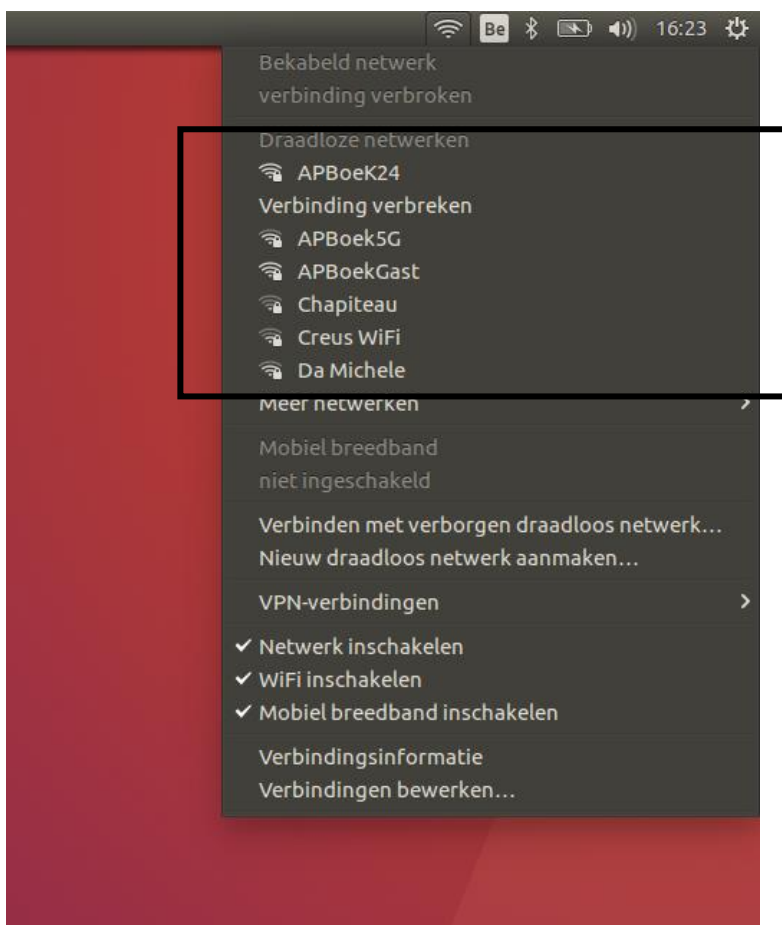 Be 16:23
Bekabeld netwerk
verbinding verbroken
Draadloze netwerken
APBoeK24
Verbinding verbreken
APBoek5G
APBoekGast
Chapiteau
Creus WiFi
Da Michele
Meer netwerken
Mobiel breedband
niet ingeschakeld
Verbinden met verborgen draadloos netwerk…
Nieuw draadloos netwerk aanmaken…
VPN-verbindingen
Netwerk inschakelen
WiFi inschakelen
Mobiel breedband inschakelen
Verbindingsinformatie
Verbindingen bewerken…